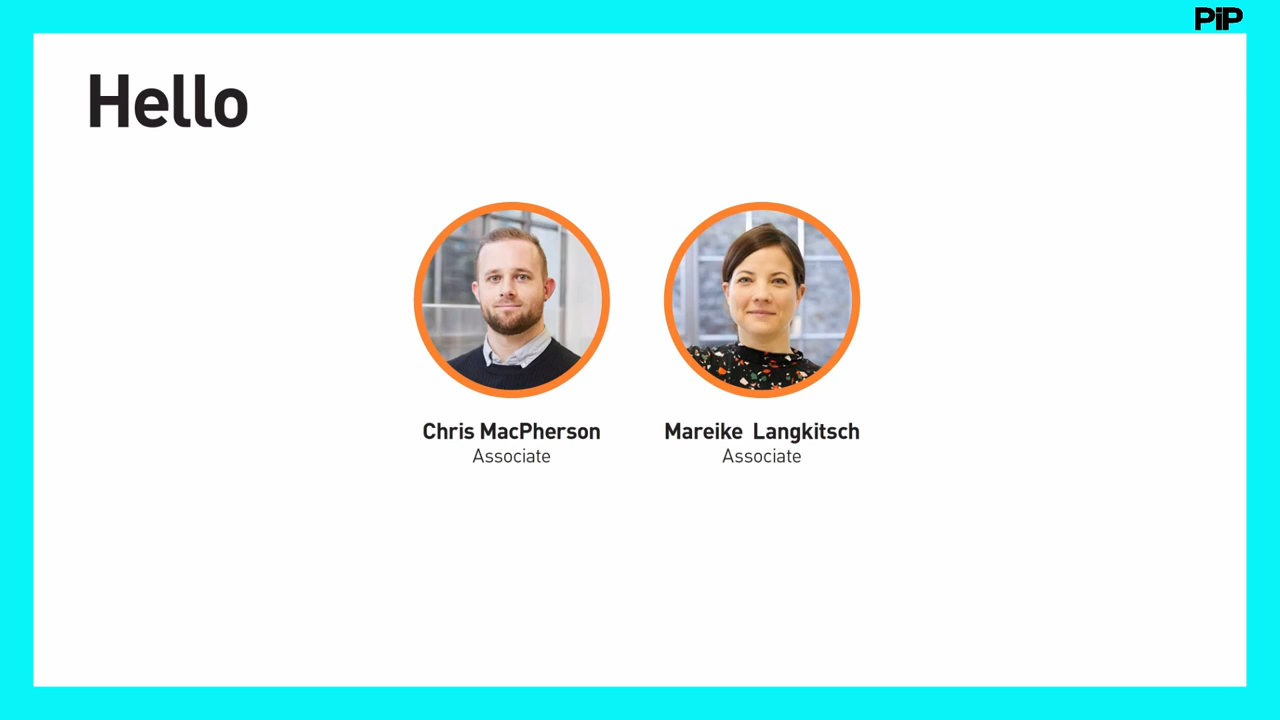 PiP
Hello
Chris MacPherson
Associate
Mareike Langkitsch
Associate